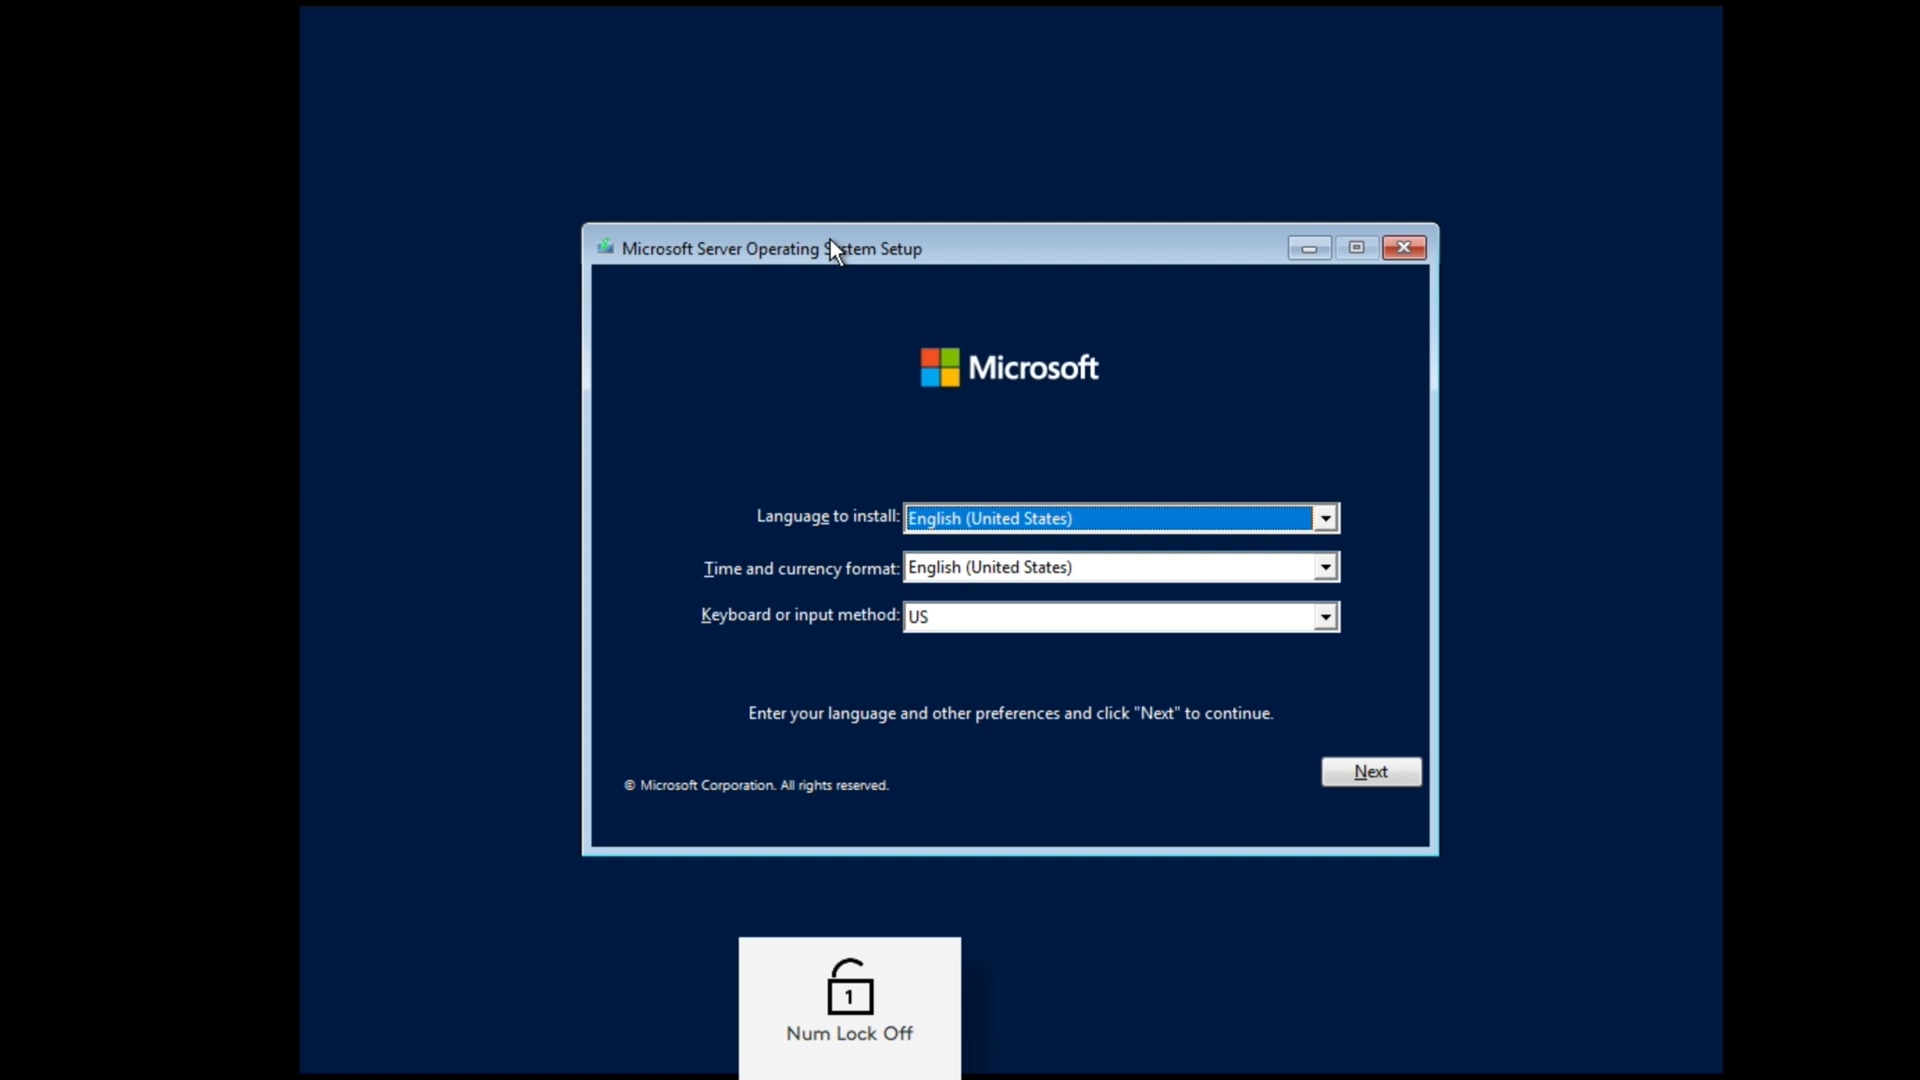 Microsoft Server Operating System Setup
Microsoft
Language to install: English (United States)
Time and currency format: English (United States)
Keyboard or input method: US
Enter your language and other preferences and click "Next" to continue.
Next
© Microsoft Corporation. All rights reserved.
1
Num Lock Off